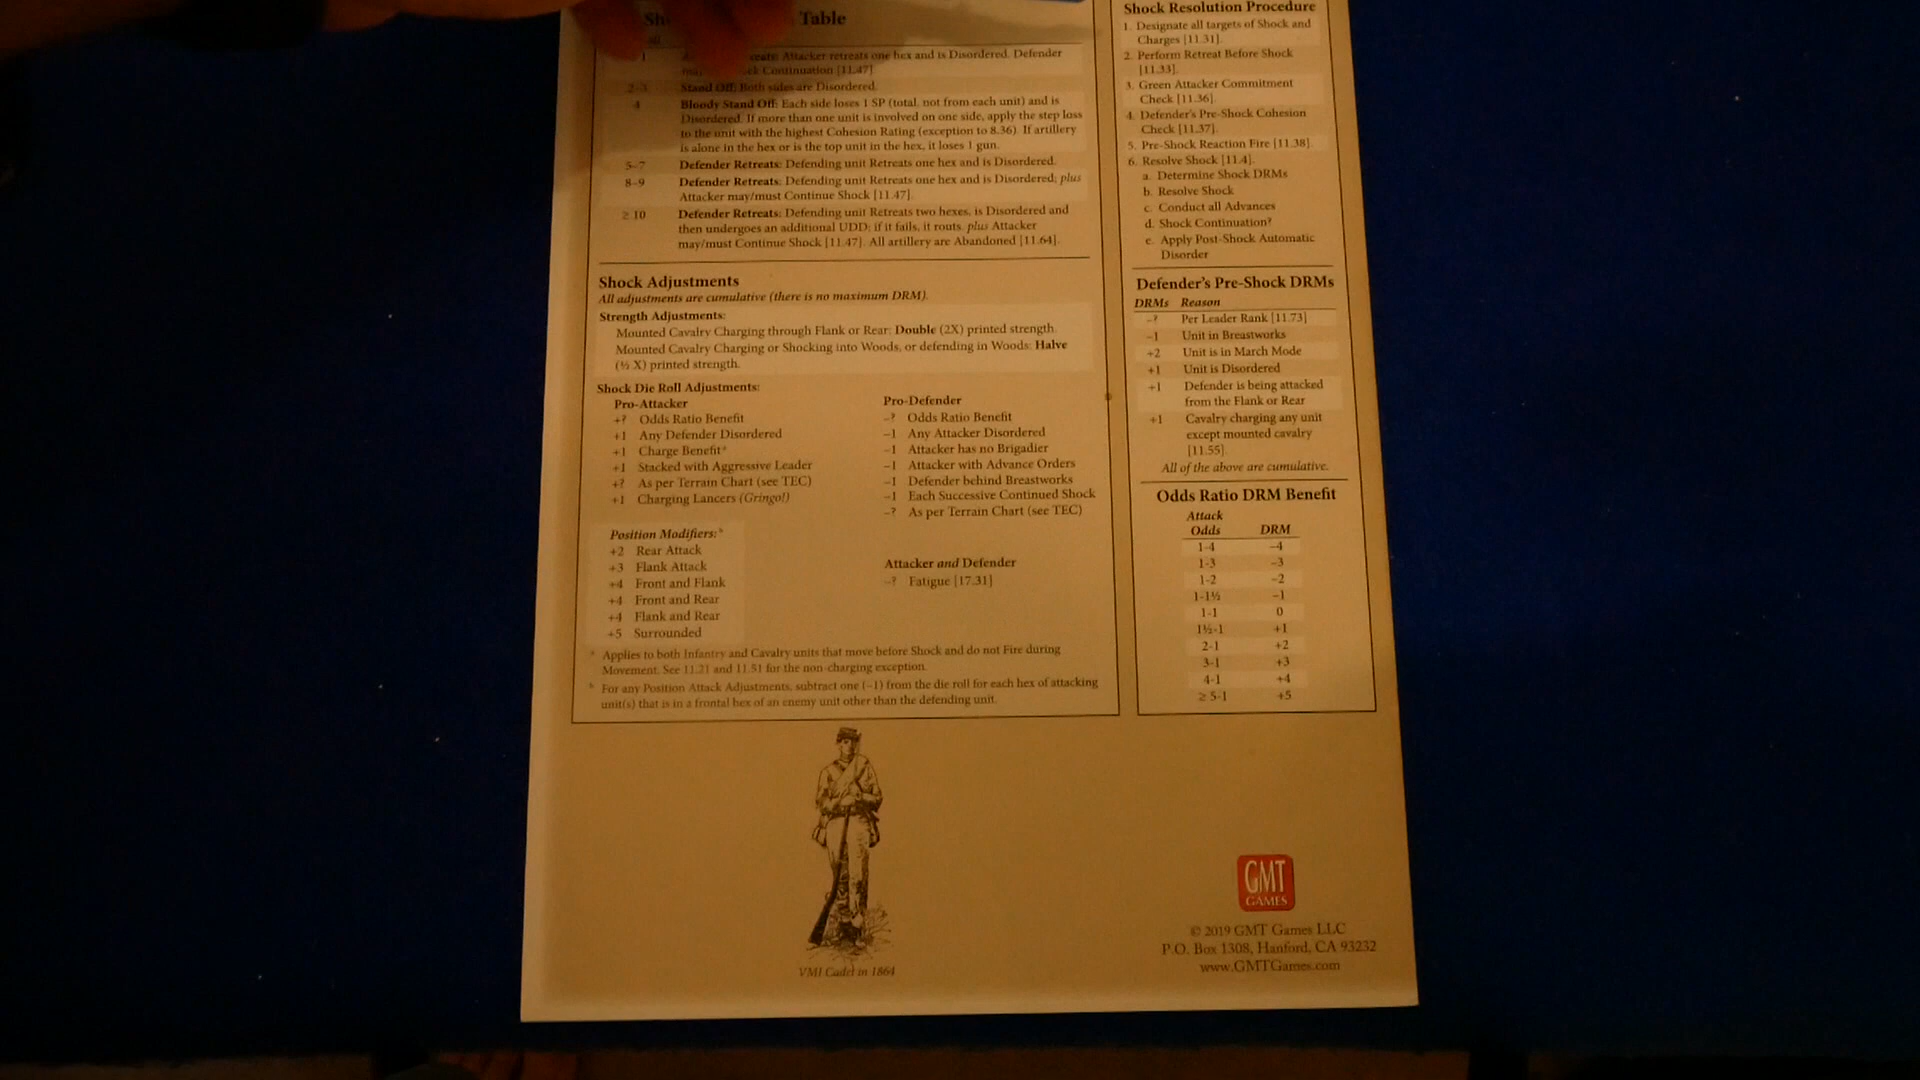 Table
1
Attacker retreats one hex and is Disordered. Defender
Continuation [11.47]
Stand Off: Both sides are Disordered.
4 Bloody Stand Off: Each side loses 1 SP (total, not from each unit) and is
Disordered. If more than one unit is involved on one side, apply the step loss
to the unit with the highest Cohesion Rating (exception to 8.36). If artillery
is alone in the hex or is the top unit in the hex, it loses 1 gun.
5–7 Defender Retreats: Defending unit Retreats one hex and is Disordered.
8–9 Defender Retreats: Defending unit Retreats one hex and is Disordered; plus
Attacker may/must Continue Shock [11.47].
≥ 10 Defender Retreats: Defending unit Retreats two hexes, is Disordered and
then undergoes an additional UDD; if it fails, it routs. plus Attacker
may/must Continue Shock [11.47]. All artillery are Abandoned [11.64].
Shock Adjustments
All adjustments are cumulative (there is no maximum DRM).
Strength Adjustments:
Mounted Cavalry Charging through Flank or Rear: Double (2X) printed strength.
Mounted Cavalry Charging or Shocking into Woods, or defending in Woods: Halve
(½ X) printed strength.
Shock Die Roll Adjustments:
Pro-Attacker
+? Odds Ratio Benefit
+1 Any Defender Disordered
+1 Charge Benefit ª
+1 Stacked with Aggressive Leader
+? As per Terrain Chart (see TEC)
+1 Charging Lancers (Gringo!)
Position Modifiers: ᵇ
+2 Rear Attack
+3 Flank Attack
+4 Front and Flank
+4 Front and Rear
+4 Flank and Rear
+5 Surrounded
Pro-Defender
–? Odds Ratio Benefit
–1 Any Attacker Disordered
–1 Attacker has no Brigadier
–1 Attacker with Advance Orders
–1 Defender behind Breastworks
–1 Each Successive Continued Shock
–? As per Terrain Chart (see TEC)
Attacker and Defender
–? Fatigue [17.31]
ª Applies to both Infantry and Cavalry units that move before Shock and do not Fire during
Movement. See 11.21 and 11.51 for the non-charging exception.
ᵇ For any Position Attack Adjustments, subtract one (–1) from the die roll for each hex of attacking
unit(s) that is in a frontal hex of an enemy unit other than the defending unit.
Shock Resolution Procedure
1. Designate all targets of Shock and
Charges [11.31].
2. Perform Retreat Before Shock
[11.33].
3. Green Attacker Commitment
Check [11.36].
4. Defender's Pre-Shock Cohesion
Check [11.37].
5. Pre-Shock Reaction Fire [11.38].
6. Resolve Shock [11.4].
a. Determine Shock DRMs
b. Resolve Shock
c. Conduct all Advances
d. Shock Continuation?
e. Apply Post-Shock Automatic
Disorder
Defender's Pre-Shock DRMs
DRMs Reason
–? Per Leader Rank [11.73]
–1 Unit in Breastworks
+2 Unit is in March Mode
+1 Unit is Disordered
+1 Defender is being attacked
from the Flank or Rear
+1 Cavalry charging any unit
except mounted cavalry
[11.55].
All of the above are cumulative.
Odds Ratio DRM Benefit
Attack
Odds DRM
1-4 –4
1-3 –3
1-2 –2
1-1½ –1
1-1 0
1½-1 +1
2-1 +2
3-1 +3
4-1 +4
≥ 5-1 +5
VMI Cadet in 1864
GMT
GAMES
© 2019 GMT Games LLC
P.O. Box 1308, Hanford, CA 93232
www.GMTGames.com